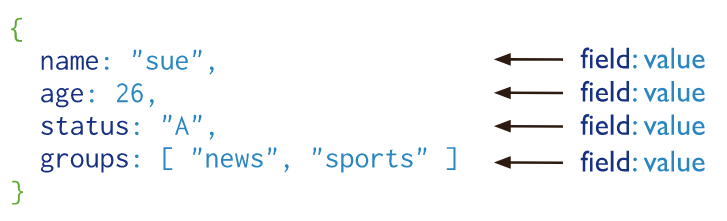 {
name: "sue", field: value
age: 26, field: value
status: "A", field: value
groups: [ "news", "sports" ] field: value
}